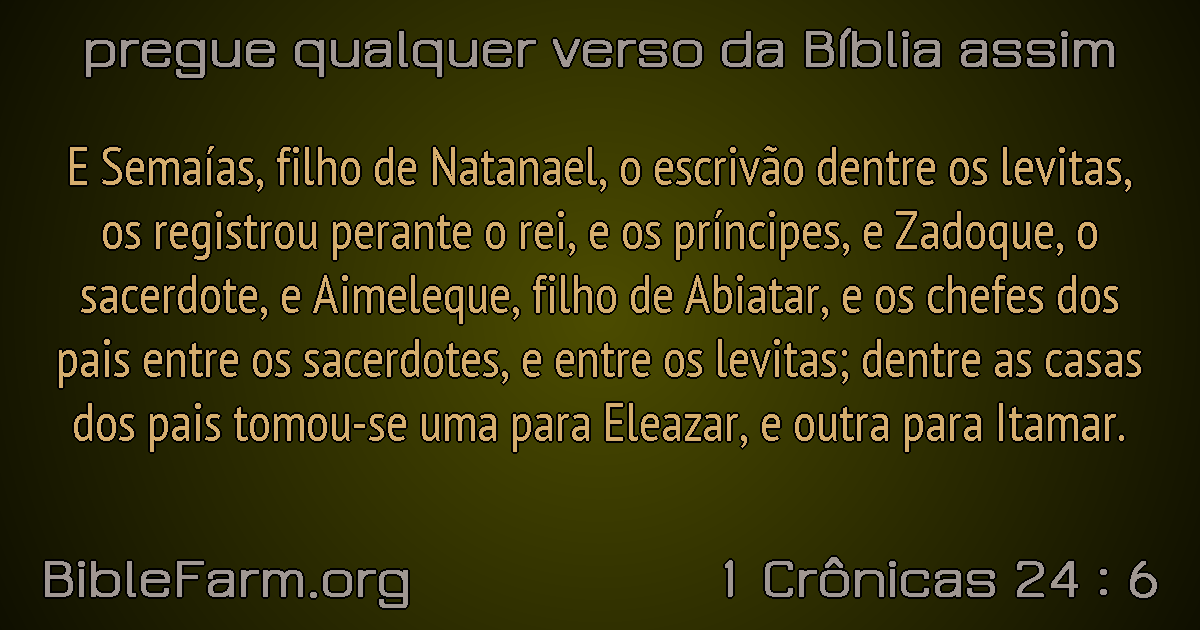 pregue qualquer verso da Bíblia assim
E Semaías, filho de Natanael, o escrivão dentre os levitas,
os registrou perante o rei, e os príncipes, e Zadoque, o
sacerdote, e Aimeleque, filho de Abiatar, e os chefes dos
pais entre os sacerdotes, e entre os levitas; dentre as casas
dos pais tomou-se uma para Eleazar, e outra para Itamar.
BibleFarm.org
1 Crônicas 24 : 6